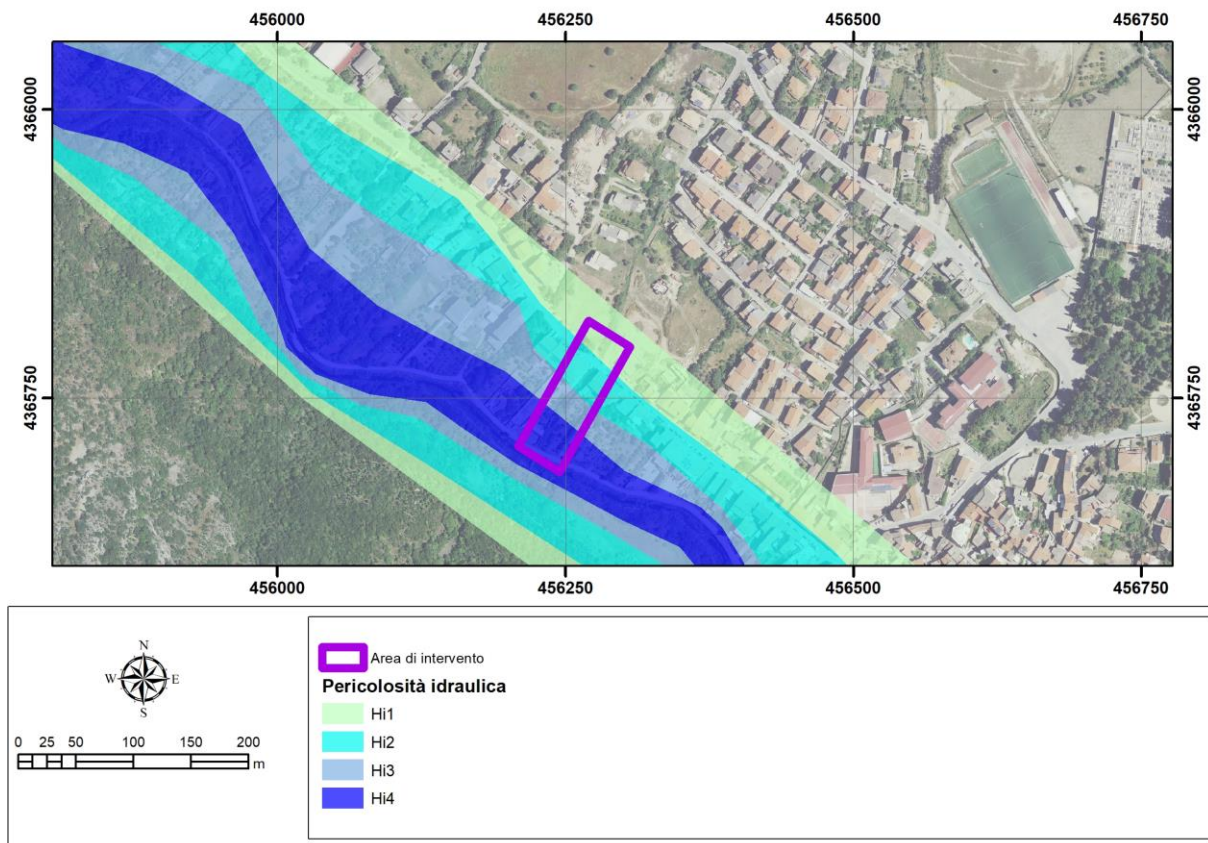 456000 456250 456500 456750
4366000 4366000
4365750 4365750
456000 456250 456500 456750
N
W E
S
0 25 50 100 150 200
m
Area di intervento
Pericolosità idraulica
Hi1
Hi2
Hi3
Hi4